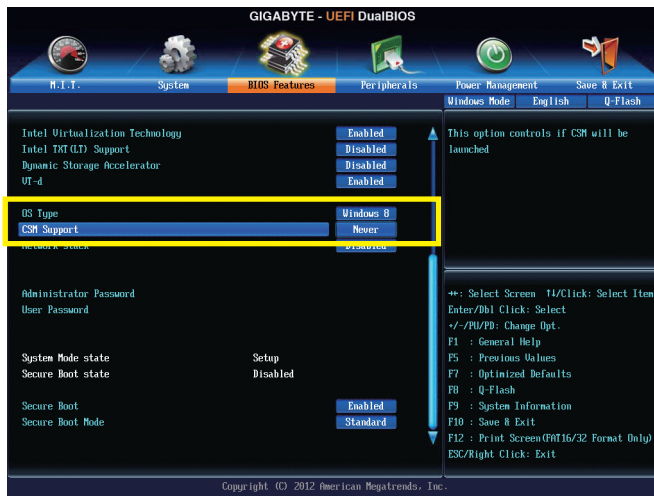 GIGABYTE - UEFI DualBIOS
M.I.T. System BIOS Features Peripherals Power Management Save & Exit
Windows Mode English Q-Flash
Intel Virtualization Technology Enabled
Intel TXT(LT) Support Disabled
Dynamic Storage Accelerator Disabled
VT-d Enabled
OS Type Windows 8
CSM Support Never
Network stack Disabled
Administrator Password
User Password
System Mode state Setup
Secure Boot state Disabled
Secure Boot Enabled
Secure Boot Mode Standard
This option controls if CSM will be
launched
↔: Select Screen ↑↓/Click: Select Item
Enter/Dbl Click: Select
+/-/PU/PD: Change Opt.
F1 : General Help
F5 : Previous Values
F7 : Optimized Defaults
F8 : Q-Flash
F9 : System Information
F10 : Save & Exit
F12 : Print Screen(FAT16/32 Format Only)
ESC/Right Click: Exit
Copyright (C) 2012 American Megatrends, Inc.